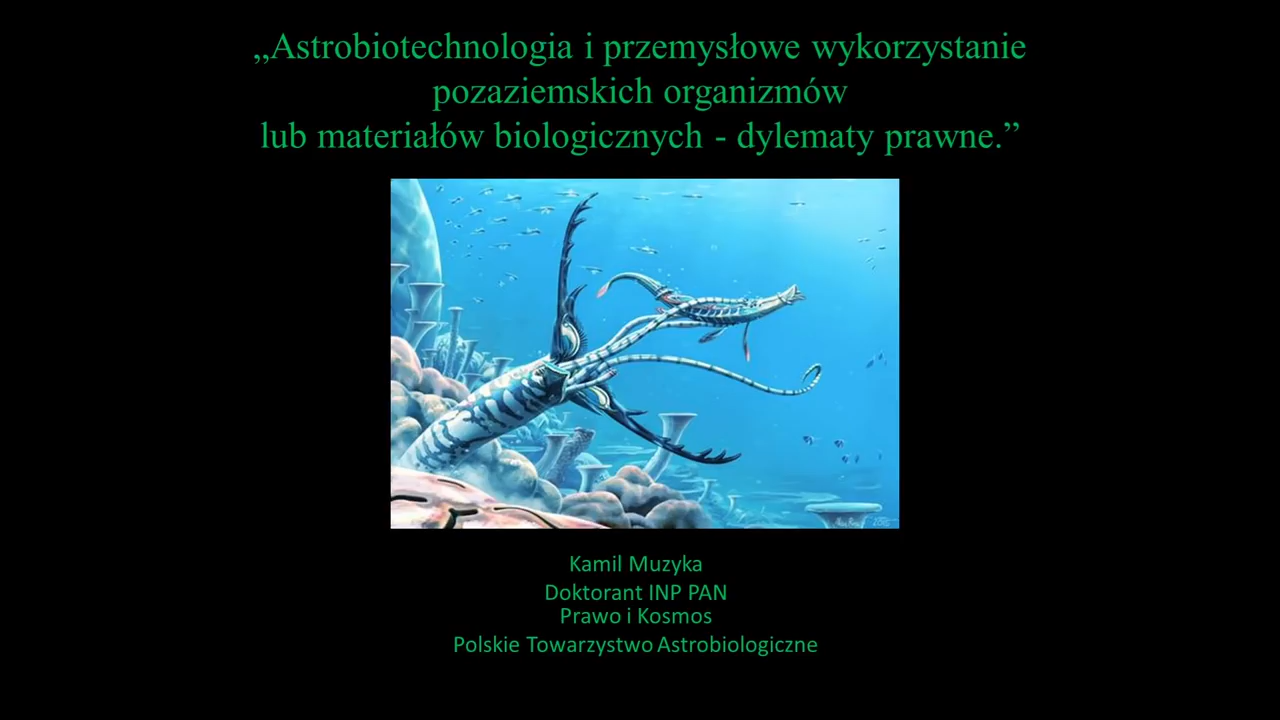 „Astrobiotechnologia i przemysłowe wykorzystanie
pozaziemskich organizmów
lub materiałów biologicznych - dylematy prawne.”
Kamil Muzyka
Doktorant INP PAN
Prawo i Kosmos
Polskie Towarzystwo Astrobiologiczne